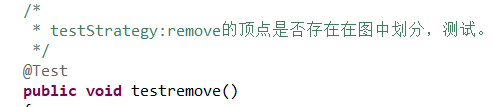 /*
* testStrategy:remove的顶点是否存在在图中划分，测试。
*/
@Test
public void testremove()